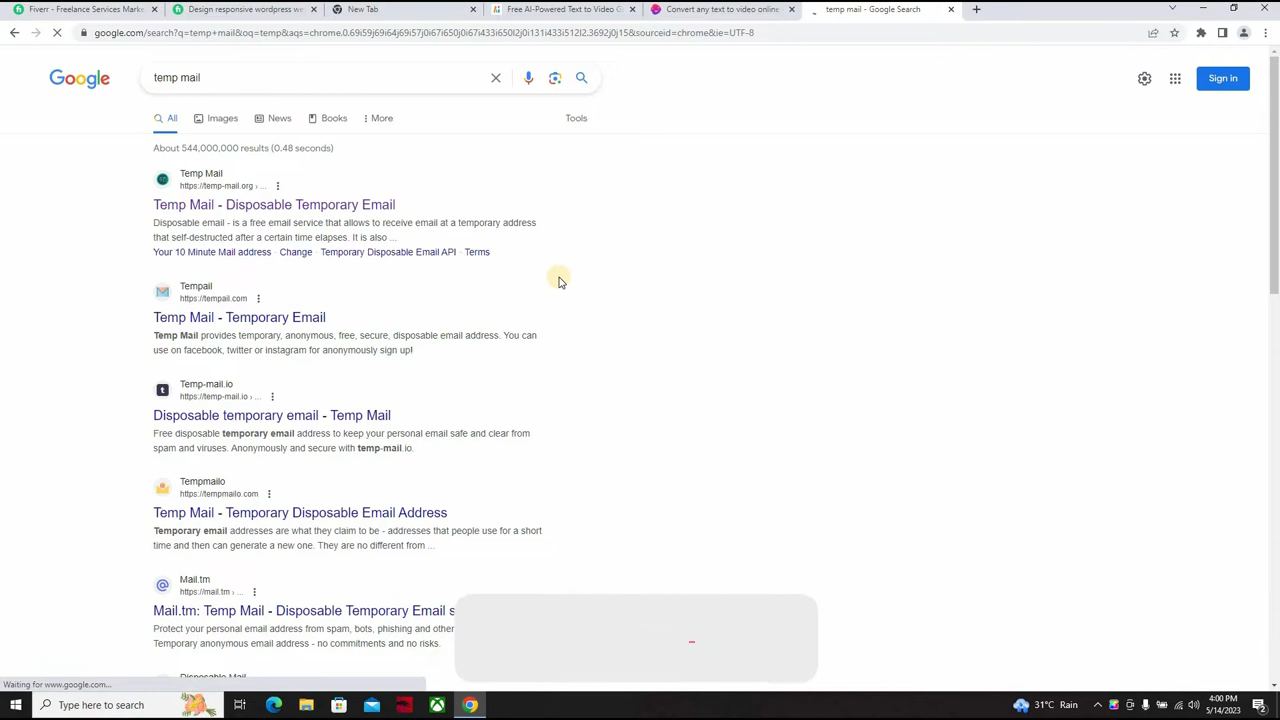 Fiverr - Freelance Services Marke
Design responsive wordpress we
New Tab
Free AI-Powered Text to Video G
Convert any text to video online
temp mail - Google Search
google.com/search?q=temp+mail&oq=temp&aqs=chrome.0.69i59j69i64j69i57j0i67i650j0i67i433i650l2j0i131i433i512l2.3692j0j15&sourceid=chrome&ie=UTF-8
Google
temp mail
Sign in
All
Images
News
Books
More
Tools
About 544,000,000 results (0.48 seconds)
Temp Mail
https://temp-mail.org › ...
Temp Mail - Disposable Temporary Email
Disposable email - is a free email service that allows to receive email at a temporary address
that self-destructed after a certain time elapses. It is also ...
Your 10 Minute Mail address · Change · Temporary Disposable Email API · Terms
Tempail
https://tempail.com
Temp Mail - Temporary Email
Temp Mail provides temporary, anonymous, free, secure, disposable email address. You can
use on facebook, twitter or instagram for anonymously sign up!
Temp-mail.io
https://temp-mail.io › ...
Disposable temporary email - Temp Mail
Free disposable temporary email address to keep your personal email safe and clear from
spam and viruses. Anonymously and secure with temp-mail.io.
Tempmailo
https://tempmailo.com
Temp Mail - Temporary Disposable Email Address
Temporary email addresses are what they claim to be - addresses that people use for a short
time and then can generate a new one. They are no different from ...
Mail.tm
https://mail.tm › ...
Mail.tm: Temp Mail - Disposable Temporary Email s
Protect your personal email address from spam, bots, phishing and other
Temporary anonymous email address - no commitments and no risks.
Disposable Mail
Waiting for www.google.com...
Type here to search
31°C Rain
4:00 PM
5/14/2023